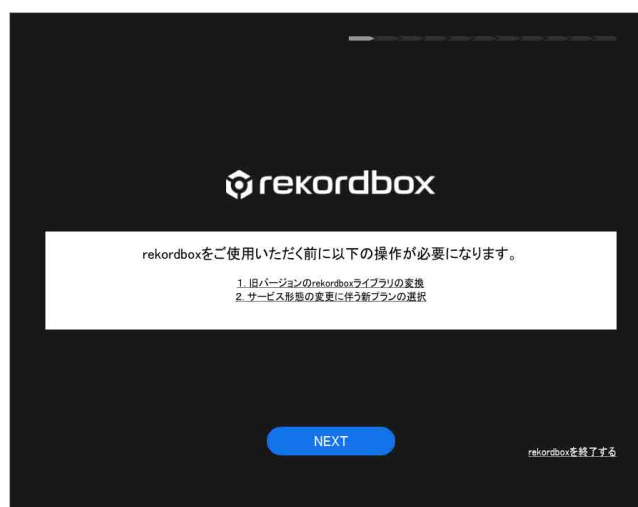 rekordbox
rekordboxをご使用いただく前に以下の操作が必要になります。
1. 旧バージョンのrekordboxライブラリの変換
2. サービス形態の変更に伴う新プランの選択
NEXT
rekordboxを終了する